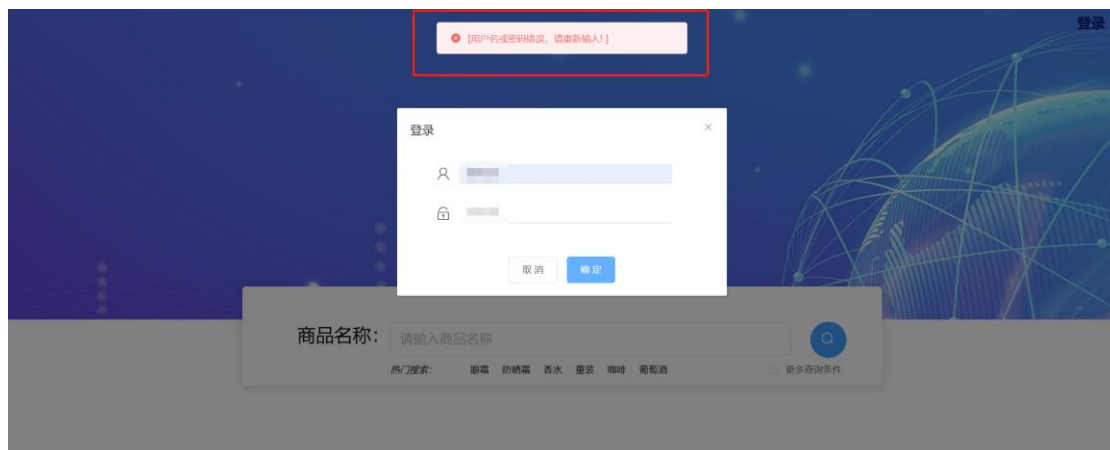 登录
[用户名或密码错误，请重新输入！]
登录
取消
确定
商品名称：
请输入商品名称
热门搜索：
眼霜 防晒霜 香水 童装 咖啡 葡萄酒
更多查询条件